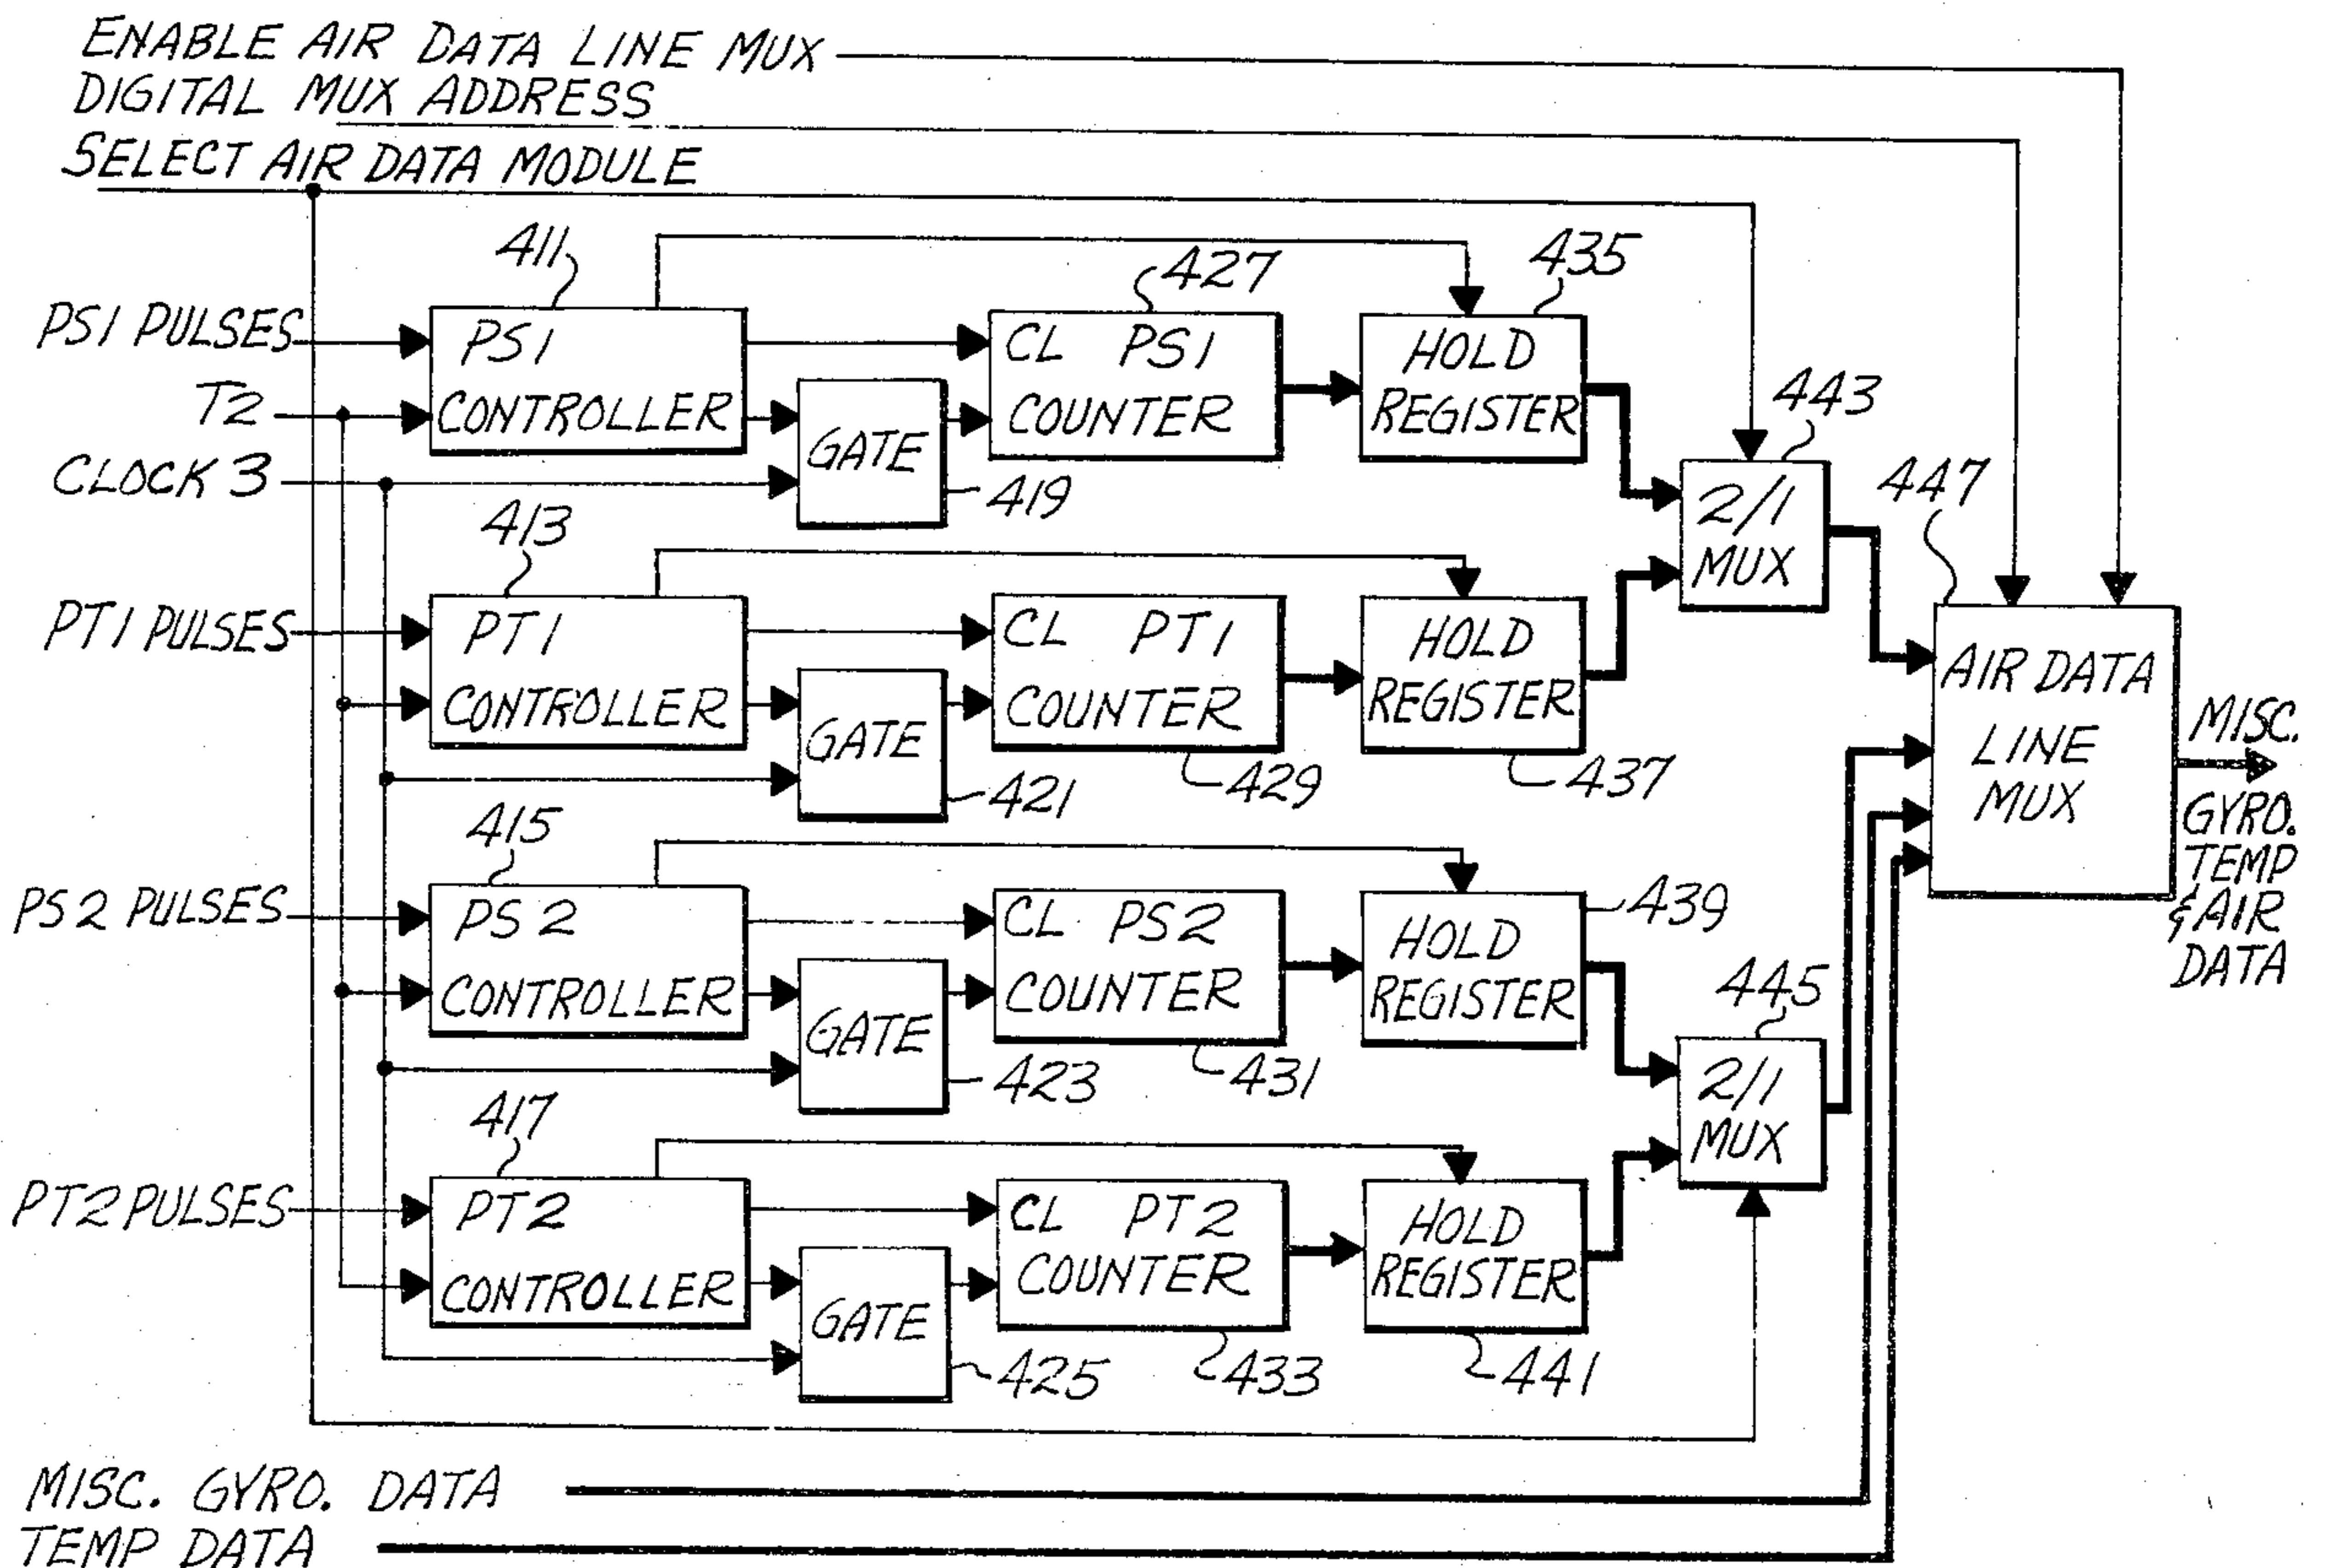 ENABLE AIR DATA LINE MUX
DIGITAL MUX ADDRESS
SELECT AIR DATA MODULE
411
427
435
PS1 PULSES
PS1
CONTROLLER
CL PS1
COUNTER
HOLD
REGISTER
T2
GATE
443
CLOCK 3
419
2/1
MUX
447
413
PT1 PULSES
PT1
CONTROLLER
CL PT1
COUNTER
HOLD
REGISTER
GATE
421
429
437
AIR DATA
LINE
MUX
MISC.
GYRO.
TEMP
& AIR
DATA
415
PS2 PULSES
PS2
CONTROLLER
CL PS2
COUNTER
HOLD
REGISTER
439
GATE
423
431
445
2/1
MUX
417
PT2 PULSES
PT2
CONTROLLER
CL PT2
COUNTER
HOLD
REGISTER
GATE
425
433
441
MISC. GYRO. DATA
TEMP DATA